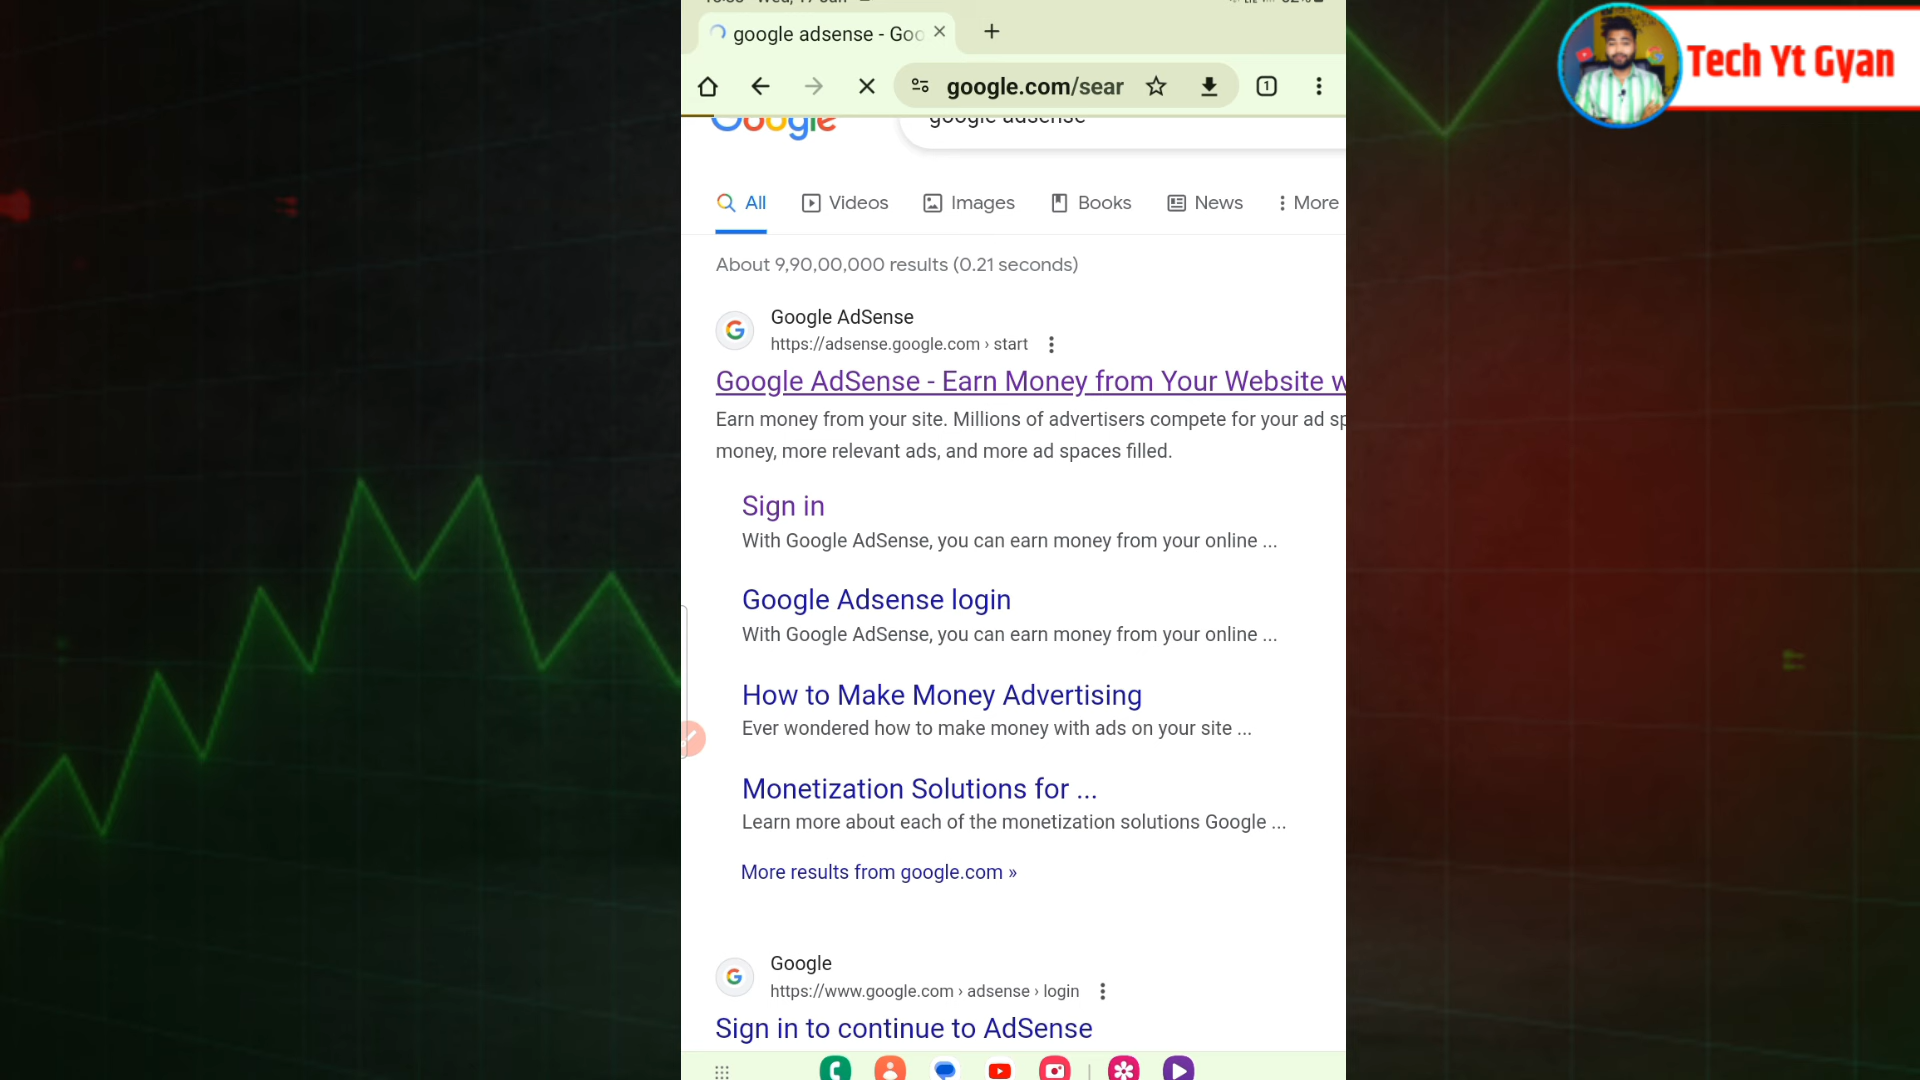 google adsense - Goo
google.com/sear
1
Tech Yt Gyan
Google
google adsense
All
Videos
Images
Books
News
More
About 9,90,00,000 results (0.21 seconds)
Google AdSense
https://adsense.google.com › start
Google AdSense - Earn Money from Your Website w
Earn money from your site. Millions of advertisers compete for your ad sp
money, more relevant ads, and more ad spaces filled.
Sign in
With Google AdSense, you can earn money from your online ...
Google Adsense login
With Google AdSense, you can earn money from your online ...
How to Make Money Advertising
Ever wondered how to make money with ads on your site ...
Monetization Solutions for ...
Learn more about each of the monetization solutions Google ...
More results from google.com »
Google
https://www.google.com › adsense › login
Sign in to continue to AdSense